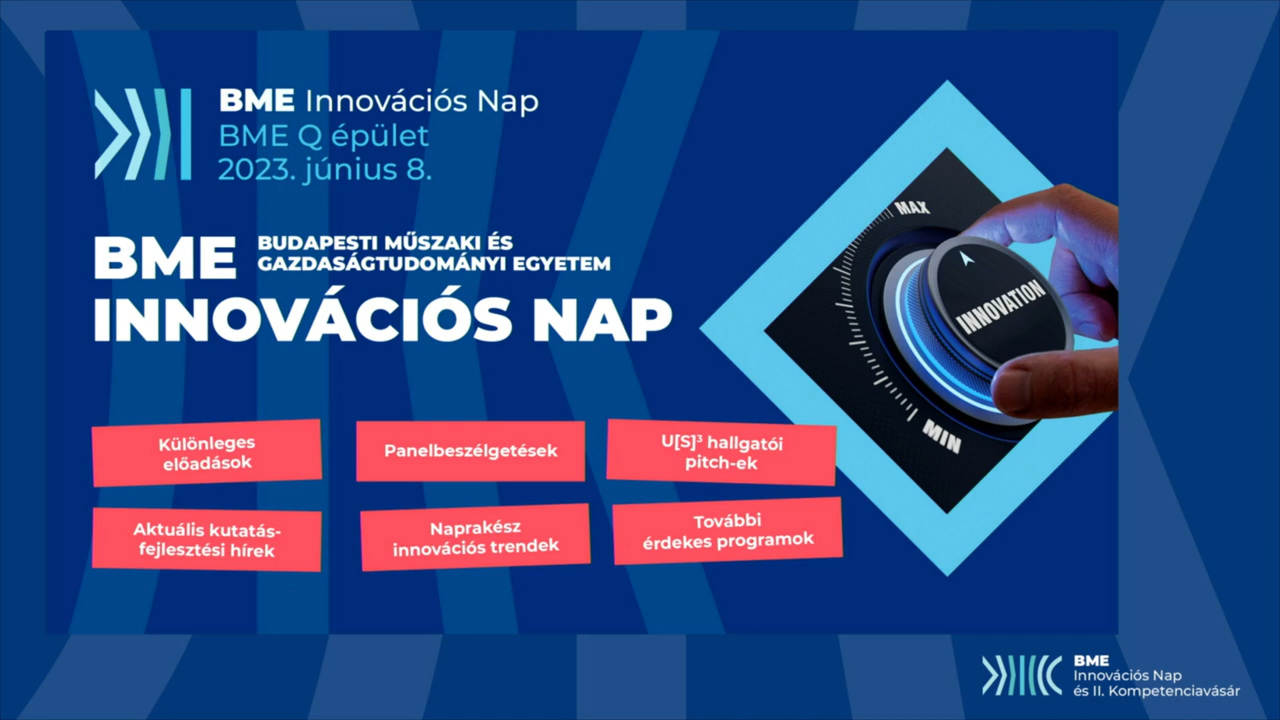 BME Innovációs Nap
BME Q épület
2023. június 8.
BME
BUDAPESTI MŰSZAKI ÉS
GAZDASÁGTUDOMÁNYI EGYETEM
INNOVÁCIÓS NAP
MAX
INNOVATION
MIN
Különleges
előadások
Panelbeszélgetések
U[S]³ hallgatói
pitch-ek
Aktuális kutatás-
fejlesztési hírek
Naprakész
innovációs trendek
További
érdekes programok
BME
Innovációs Nap
és II. Kompetenciavásár